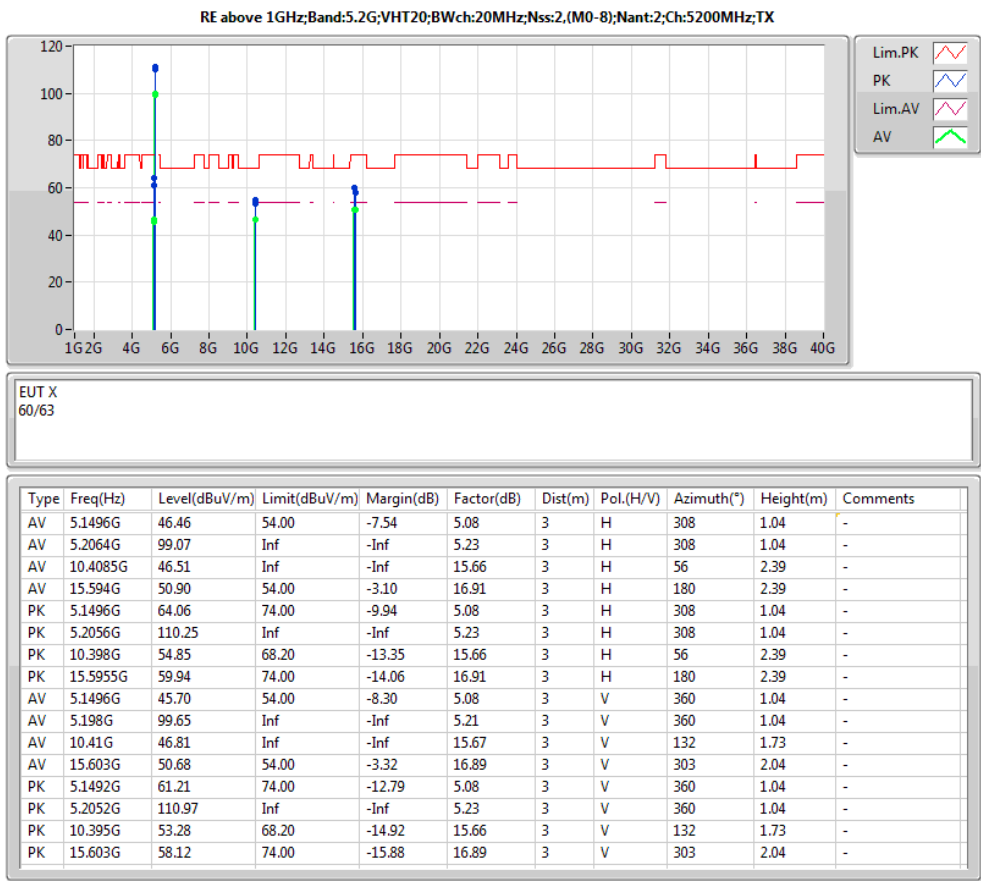 RE above 1GHz;Band:5.2G;VHT20;BWch:20MHz;Nss:2,(M0-8);Nant:2;Ch:5200MHz;TX
120
100
80
60
40
20
0
1G 2G 4G 6G 8G 10G 12G 14G 16G 18G 20G 22G 24G 26G 28G 30G 32G 34G 36G 38G 40G
Lim.PK
PK
Lim.AV
AV
EUT X
60/63
Type Freq(Hz) Level(dBuV/m) Limit(dBuV/m) Margin(dB) Factor(dB) Dist(m) Pol.(H/V) Azimuth(°) Height(m) Comments
AV 5.1496G 46.46 54.00 -7.54 5.08 3 H 308 1.04 -
AV 5.2064G 99.07 Inf -Inf 5.23 3 H 308 1.04 -
AV 10.4085G 46.51 Inf -Inf 15.66 3 H 56 2.39 -
AV 15.594G 50.90 54.00 -3.10 16.91 3 H 180 2.39 -
PK 5.1496G 64.06 74.00 -9.94 5.08 3 H 308 1.04 -
PK 5.2056G 110.25 Inf -Inf 5.23 3 H 308 1.04 -
PK 10.398G 54.85 68.20 -13.35 15.66 3 H 56 2.39 -
PK 15.5955G 59.94 74.00 -14.06 16.91 3 H 180 2.39 -
AV 5.1496G 45.70 54.00 -8.30 5.08 3 V 360 1.04 -
AV 5.198G 99.65 Inf -Inf 5.21 3 V 360 1.04 -
AV 10.41G 46.81 Inf -Inf 15.67 3 V 132 1.73 -
AV 15.603G 50.68 54.00 -3.32 16.89 3 V 303 2.04 -
PK 5.1492G 61.21 74.00 -12.79 5.08 3 V 360 1.04 -
PK 5.2052G 110.97 Inf -Inf 5.23 3 V 360 1.04 -
PK 10.395G 53.28 68.20 -14.92 15.66 3 V 132 1.73 -
PK 15.603G 58.12 74.00 -15.88 16.89 3 V 303 2.04 -